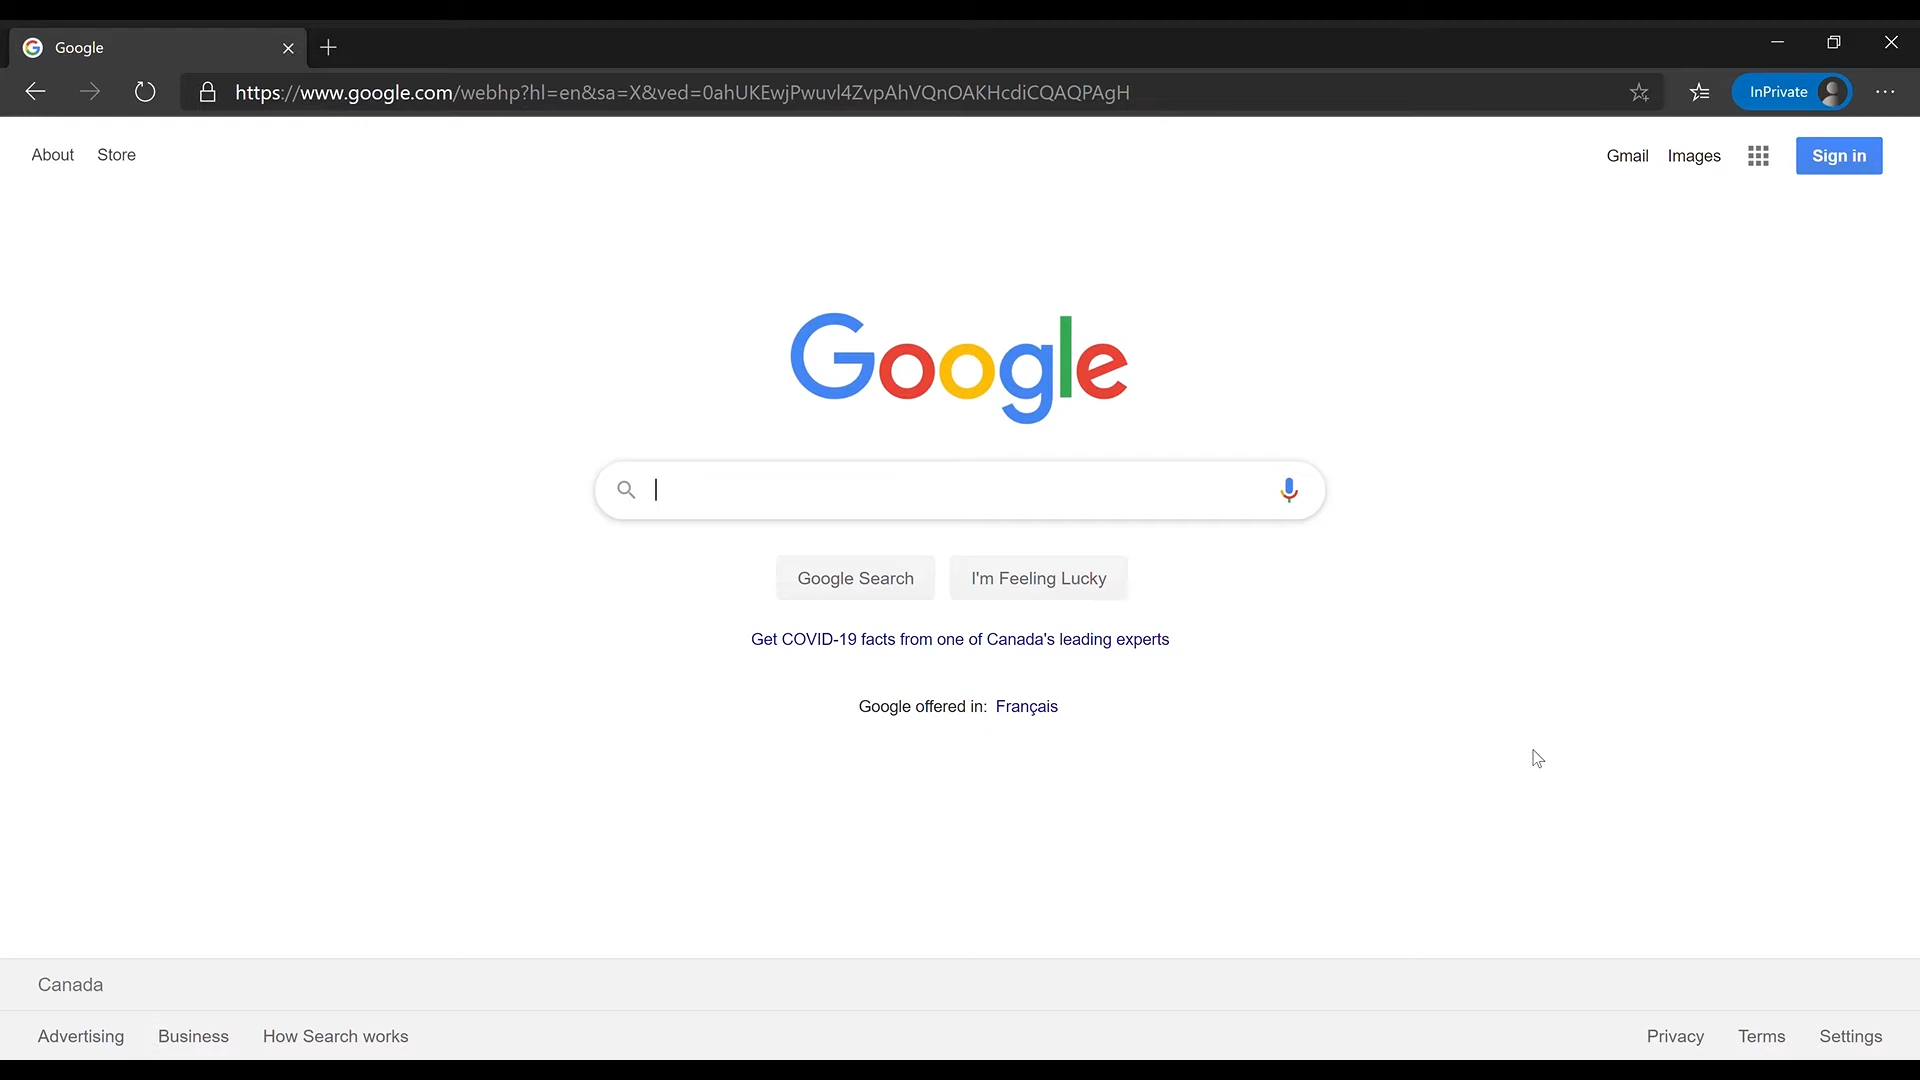 Google
https://www.google.com/webhp?hl=en&sa=X&ved=0ahUKEwjPwuvl4ZvpAhVQnOAKHcdiCQAQPAgH
InPrivate
About Store
Gmail Images
Sign in
Google
Google Search I'm Feeling Lucky
Get COVID-19 facts from one of Canada's leading experts
Google offered in: Français
Canada
Advertising Business How Search works
Privacy Terms Settings